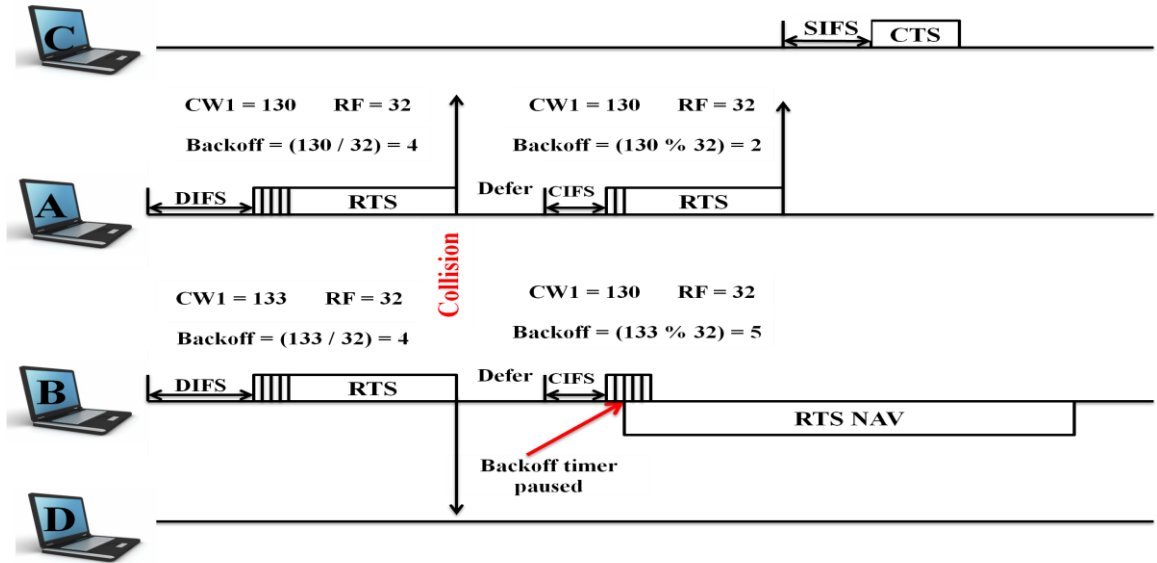 C
SIFS
CTS
CW1 = 130 RF = 32
Backoff = (130 / 32) = 4
CW1 = 130 RF = 32
Backoff = (130 % 32) = 2
A
DIFS
RTS
Defer
CIFS
RTS
Collision
CW1 = 133 RF = 32
Backoff = (133 / 32) = 4
CW1 = 130 RF = 32
Backoff = (133 % 32) = 5
B
DIFS
RTS
Defer
CIFS
RTS NAV
Backoff timer
paused
D